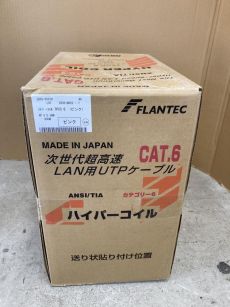 FLANTEC
ピンク
MADE IN JAPAN
次世代超高速
CAT.6
LAN用UTPケーブル
ANSI/TIA
カテゴリー6
ハイパーコイル
送り状貼り付け位置